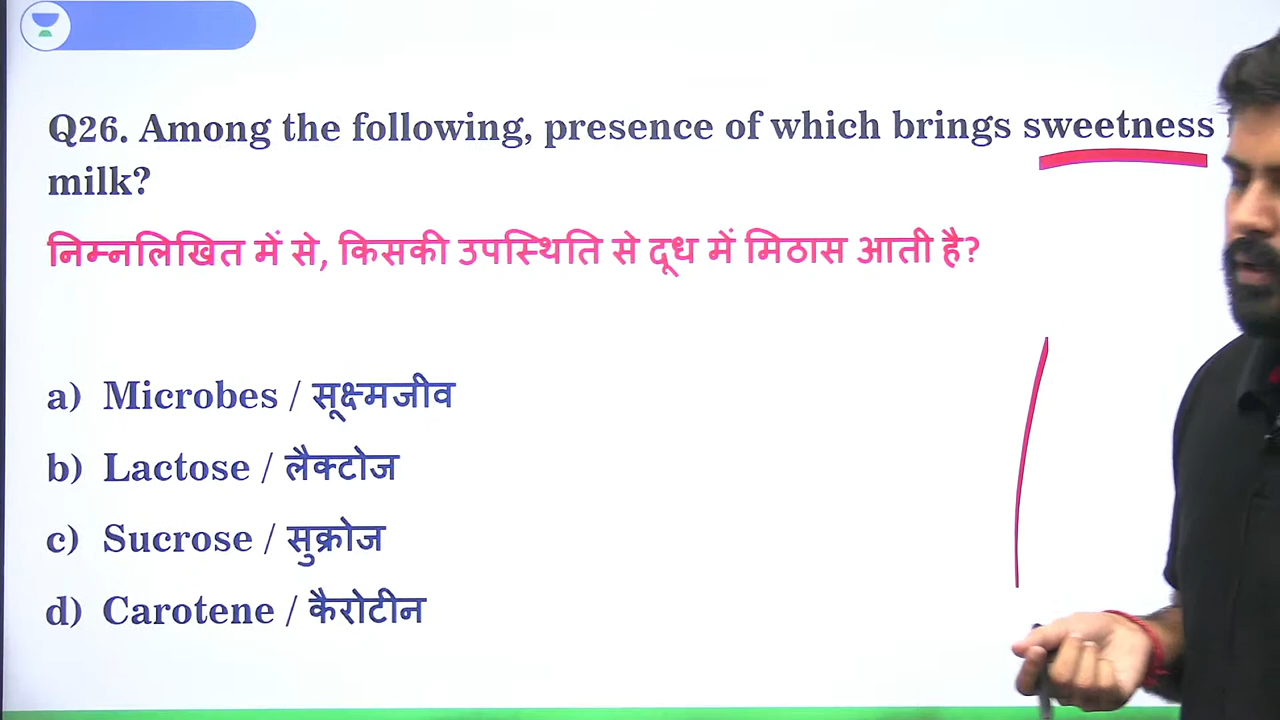 Q26. Among the following, presence of which brings sweetness
milk?
निम्नलिखित में से, किसकी उपस्थिति से दूध में मिठास आती है?
a) Microbes / सूक्ष्मजीव
b) Lactose / लैक्टोज
c) Sucrose / सुक्रोज
d) Carotene / कैरोटीन